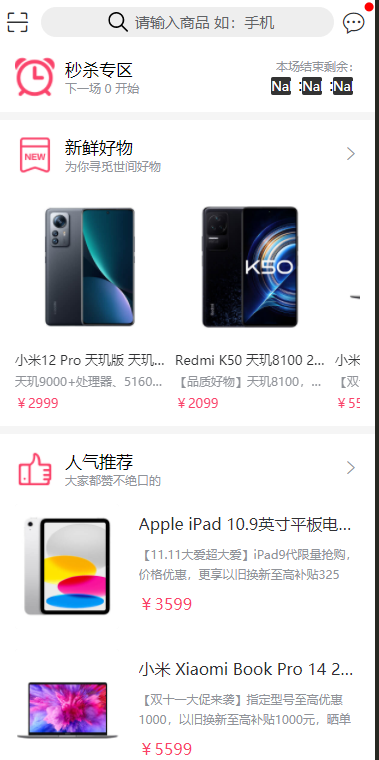 请输入商品 如：手机
秒杀专区
下一场 0 开始
本场结束剩余：
Nal :Nal :Nal
NEW
新鲜好物
为你寻觅世间好物
K50
小米12 Pro 天玑版 天玑...
天玑9000+处理器、5160...
￥2999
Redmi K50 天玑8100 2...
【品质好物】天玑8100，...
￥2099
小米
【双
￥55
人气推荐
大家都赞不绝口的
Apple iPad 10.9英寸平板电...
【11.11大爱超大爱】iPad9代限量抢购，
价格优惠，更享以旧换新至高补贴325
￥3599
小米 Xiaomi Book Pro 14 2...
【双十一大促来袭】指定型号至高优惠
1000，以旧换新至高补贴1000元，晒单
￥5599